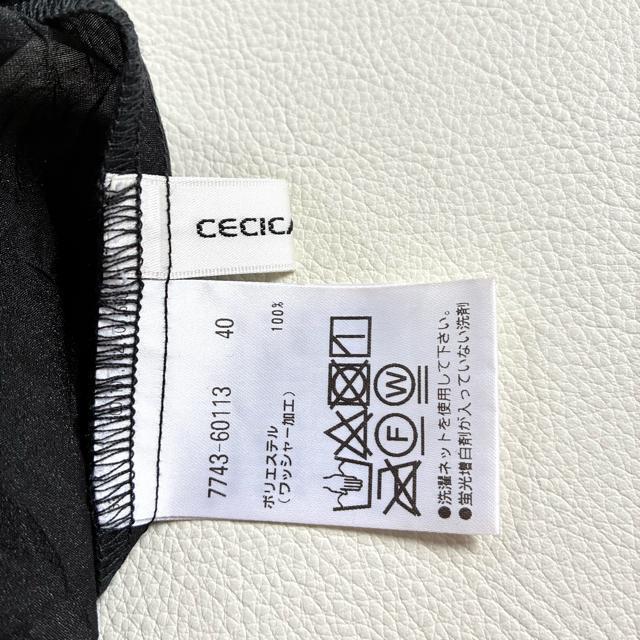 CECICA
7743-60113 40
ポリエステル 100%
(ワッシャー加工)
F W
●洗濯ネットを使用して下さい。
●蛍光増白剤が入っていない洗剤